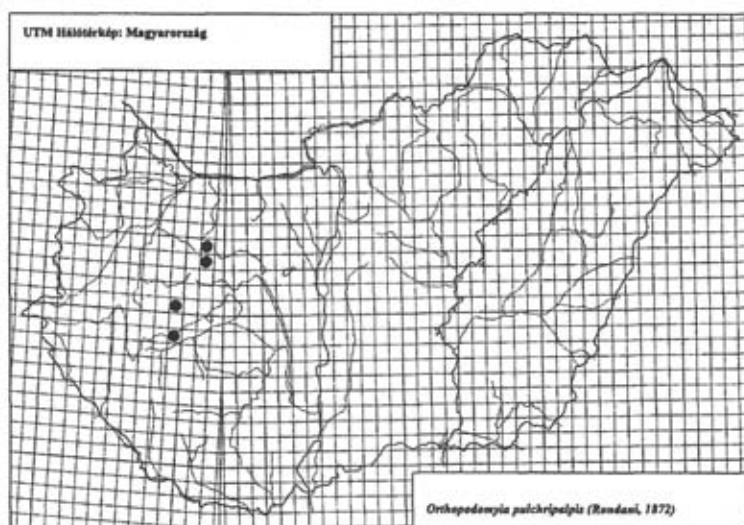 UTM Hálótérkép: Magyarország
Orthopodomyia pulchripalpis (Rondani, 1872)